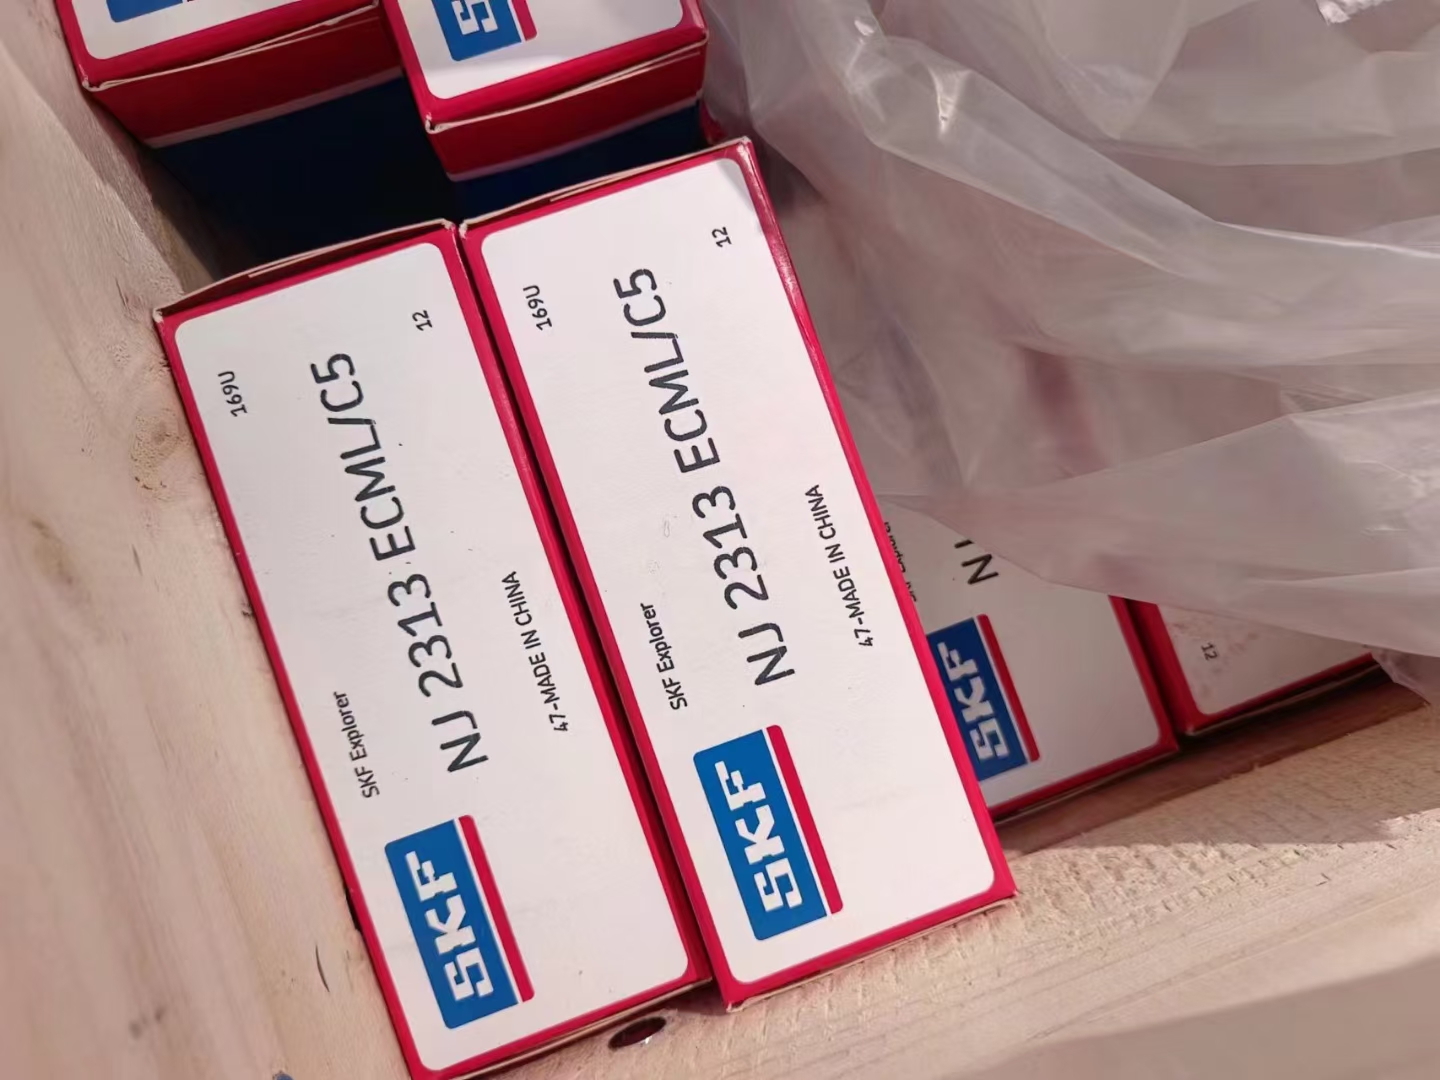 SKF
SKF Explorer
169U
NJ 2313 ECML/C5
47-MADE IN CHINA
12
SKF
SKF Explorer
169U
NJ 2313 ECML/C5
47-MADE IN CHINA
12
SKF
NJ
12